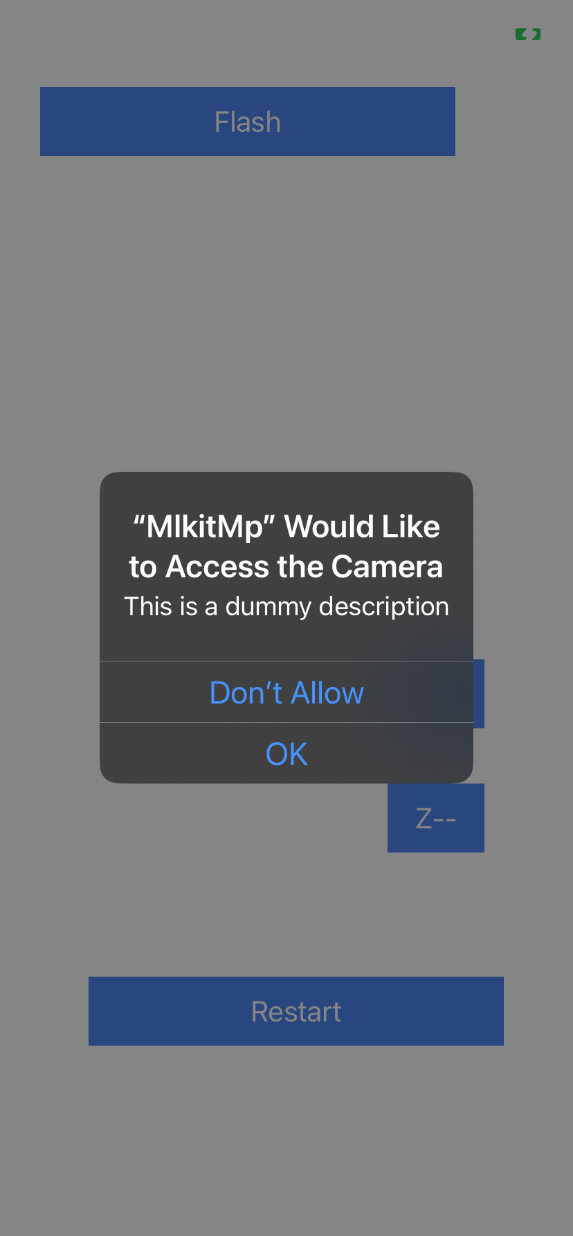 Flash
“MlkitMp” Would Like
to Access the Camera
This is a dummy description
Don’t Allow
OK
Z--
Restart